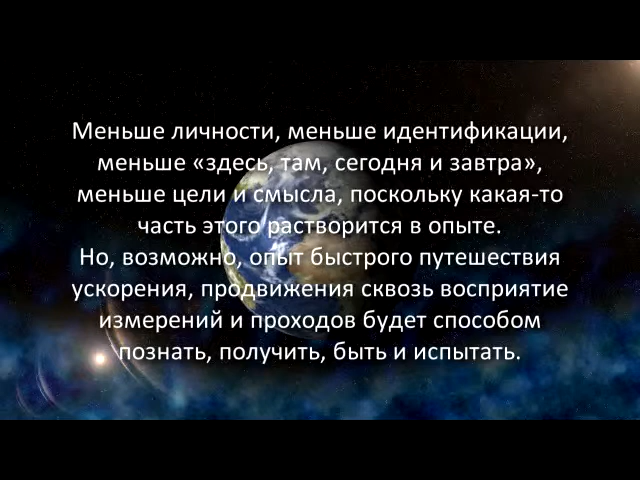 Меньше личности, меньше идентификации,
меньше «здесь, там, сегодня и завтра»,
меньше цели и смысла, поскольку какая-то
часть этого растворится в опыте.
Но, возможно, опыт быстрого путешествия
ускорения, продвижения сквозь восприятие
измерений и проходов будет способом
познать, получить, быть и испытать.